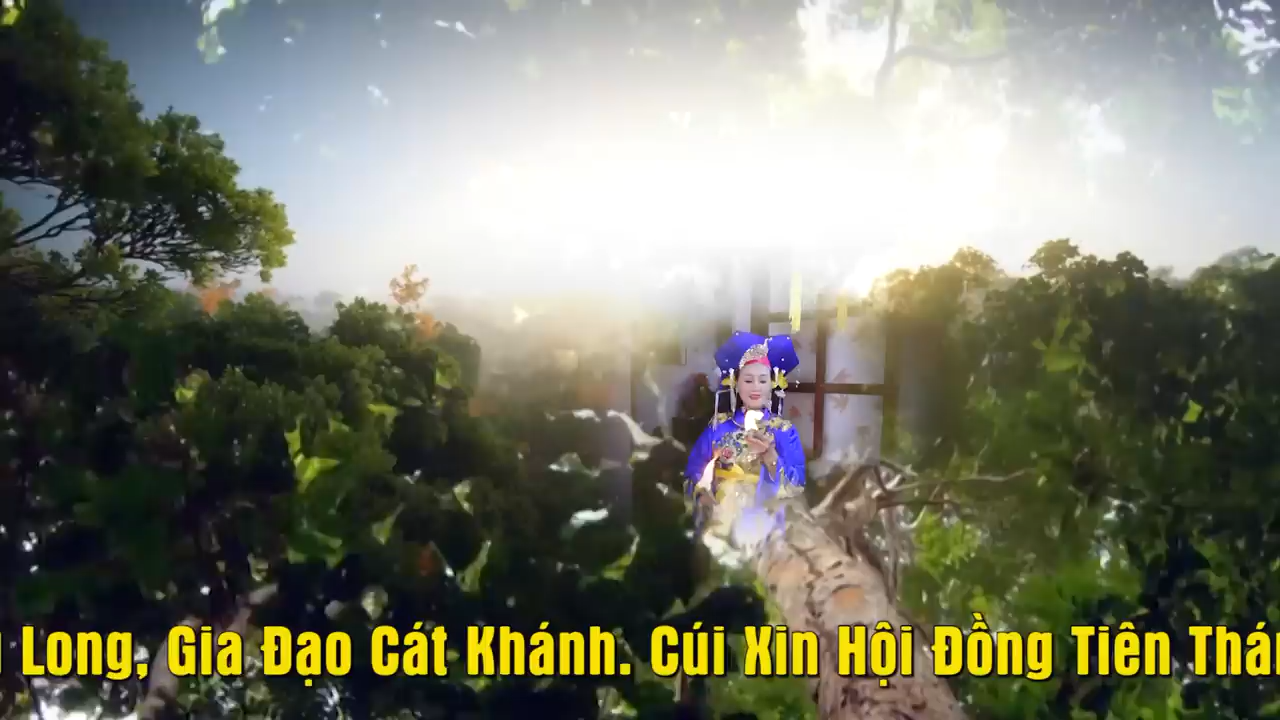 Long, Gia Đạo Cát Khánh. Cúi Xin Hội Đồng Tiên